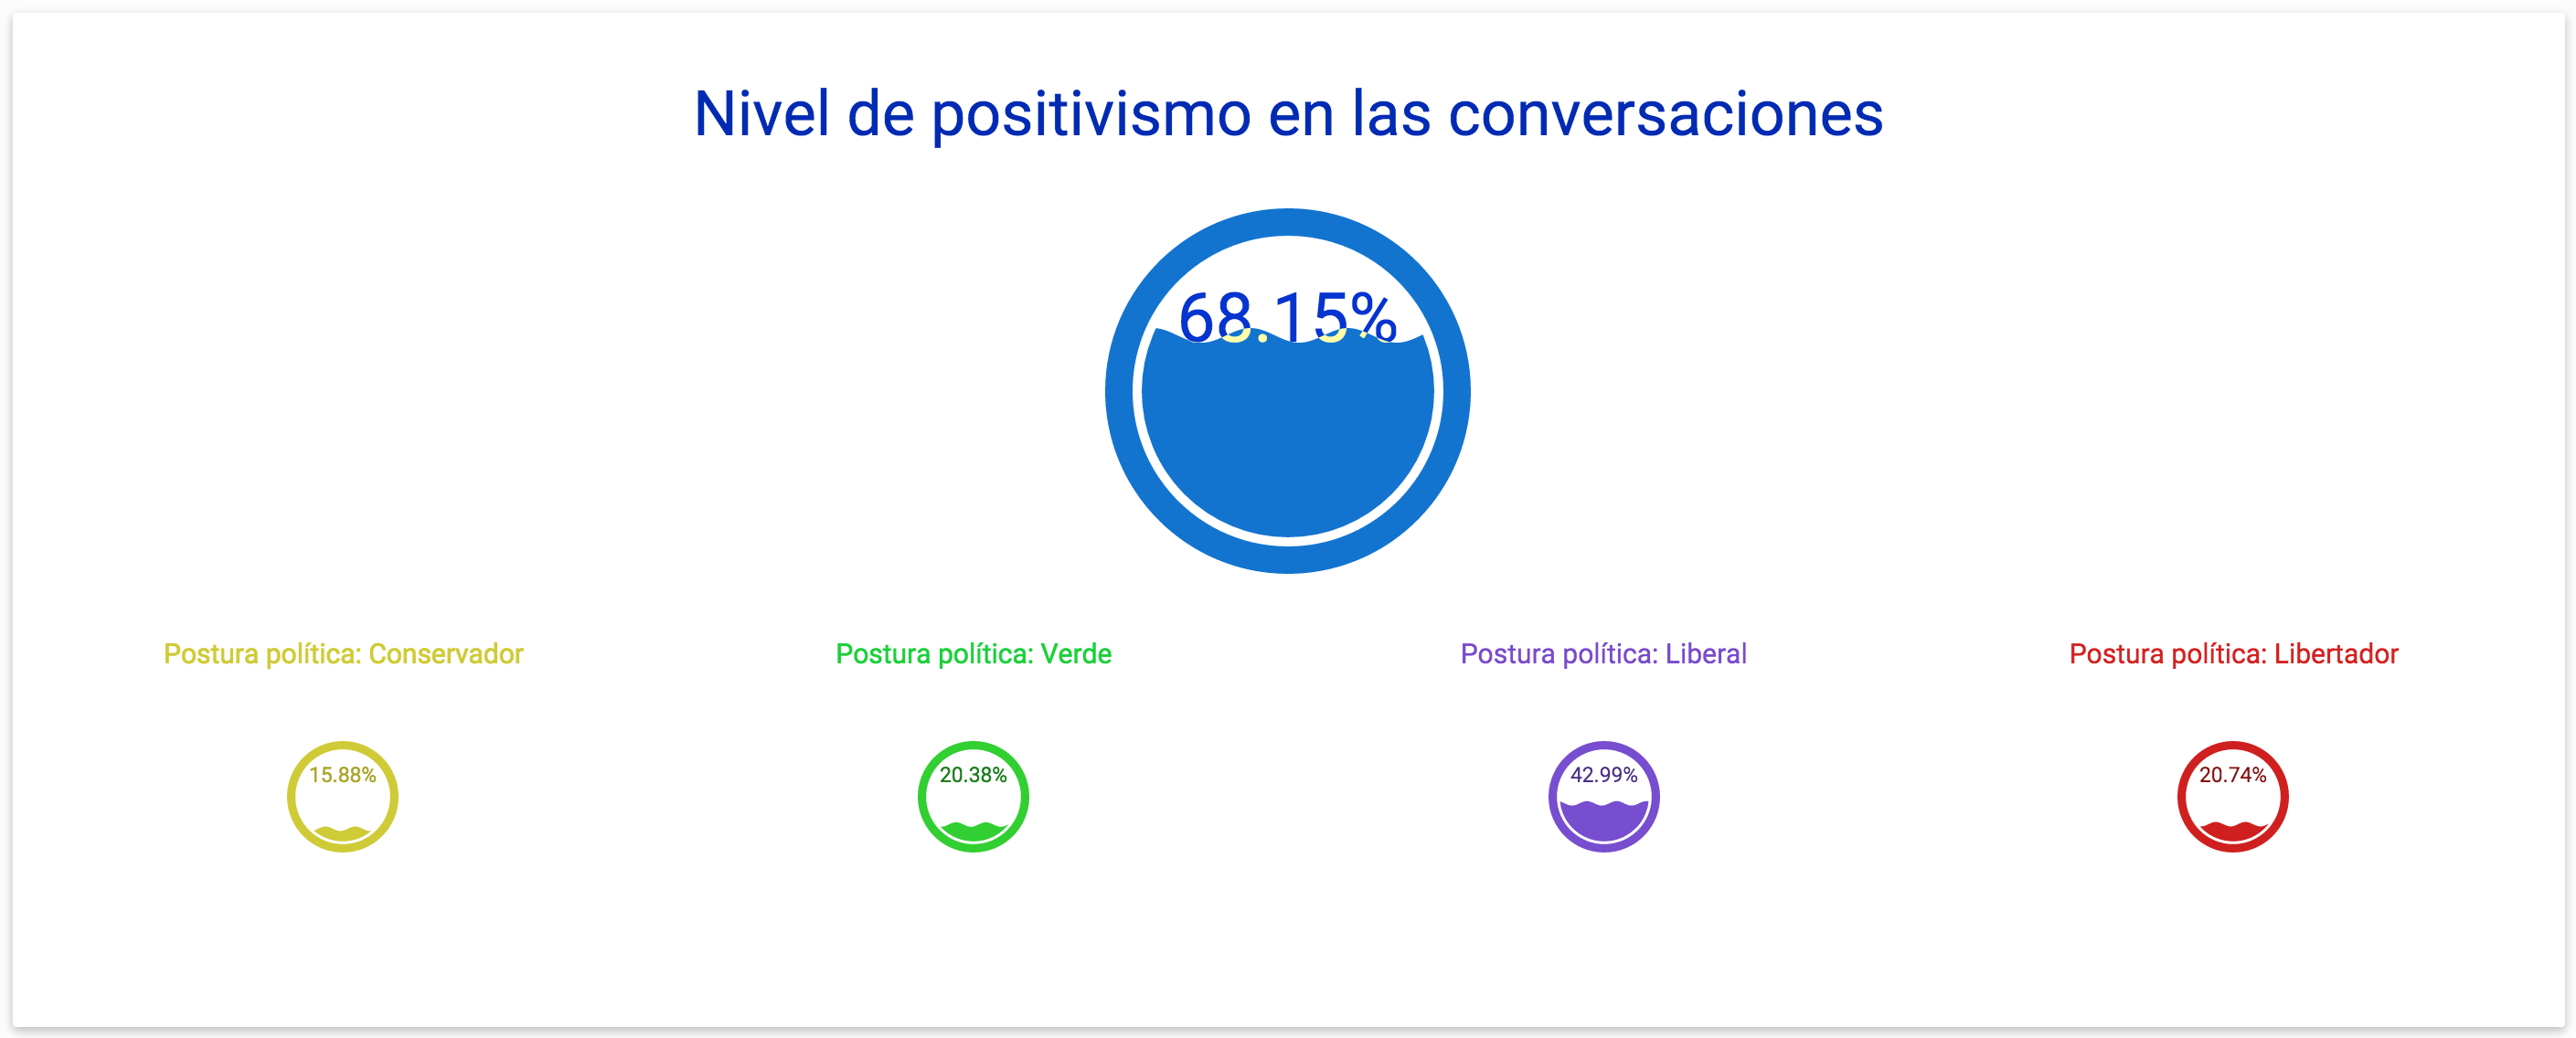 Nivel de positivismo en las conversaciones
68.15%
Postura política: Conservador
Postura política: Verde
Postura política: Liberal
Postura política: Libertador
15.88%
20.38%
42.99%
20.74%